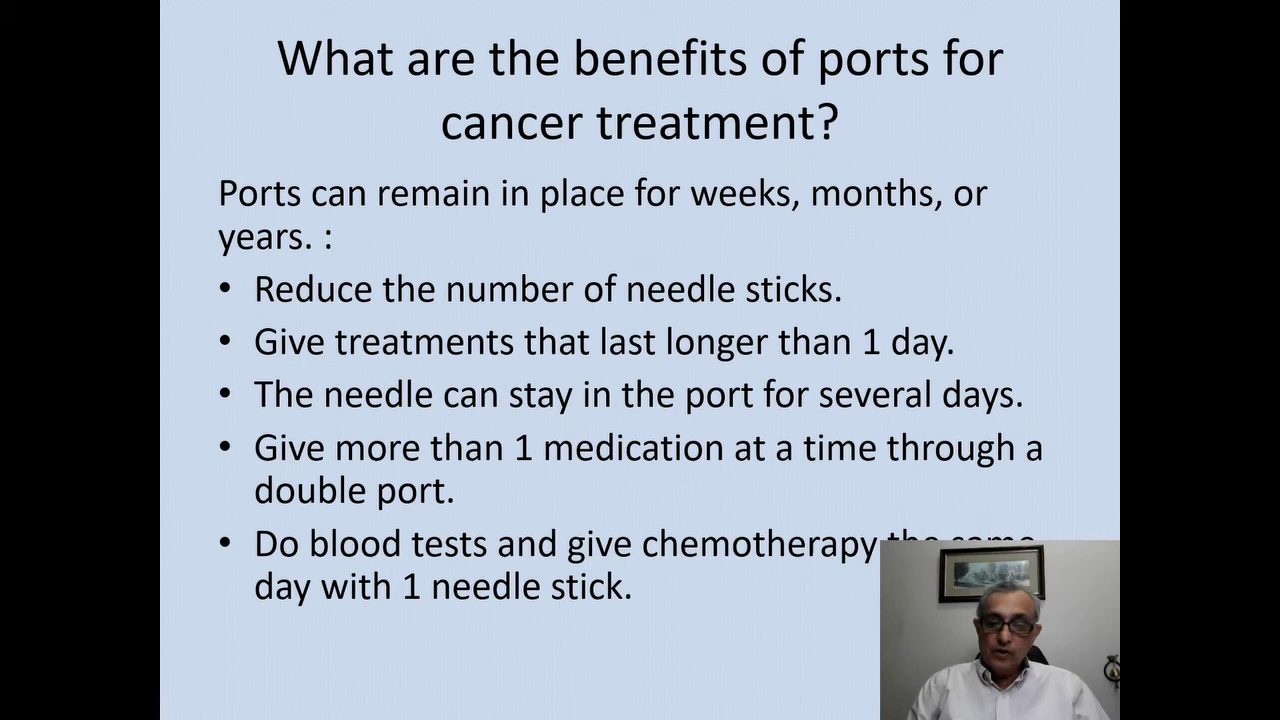 What are the benefits of ports for
cancer treatment?
Ports can remain in place for weeks, months, or
years. :
• Reduce the number of needle sticks.
• Give treatments that last longer than 1 day.
• The needle can stay in the port for several days.
• Give more than 1 medication at a time through a
double port.
• Do blood tests and give chemotherapy the same
day with 1 needle stick.